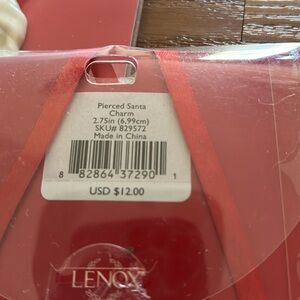 Pierced Santa
Charm
2.75in (6.99cm)
SKU# 829572
Made in China
8 82864 37290 1
USD $12.00
LENOX